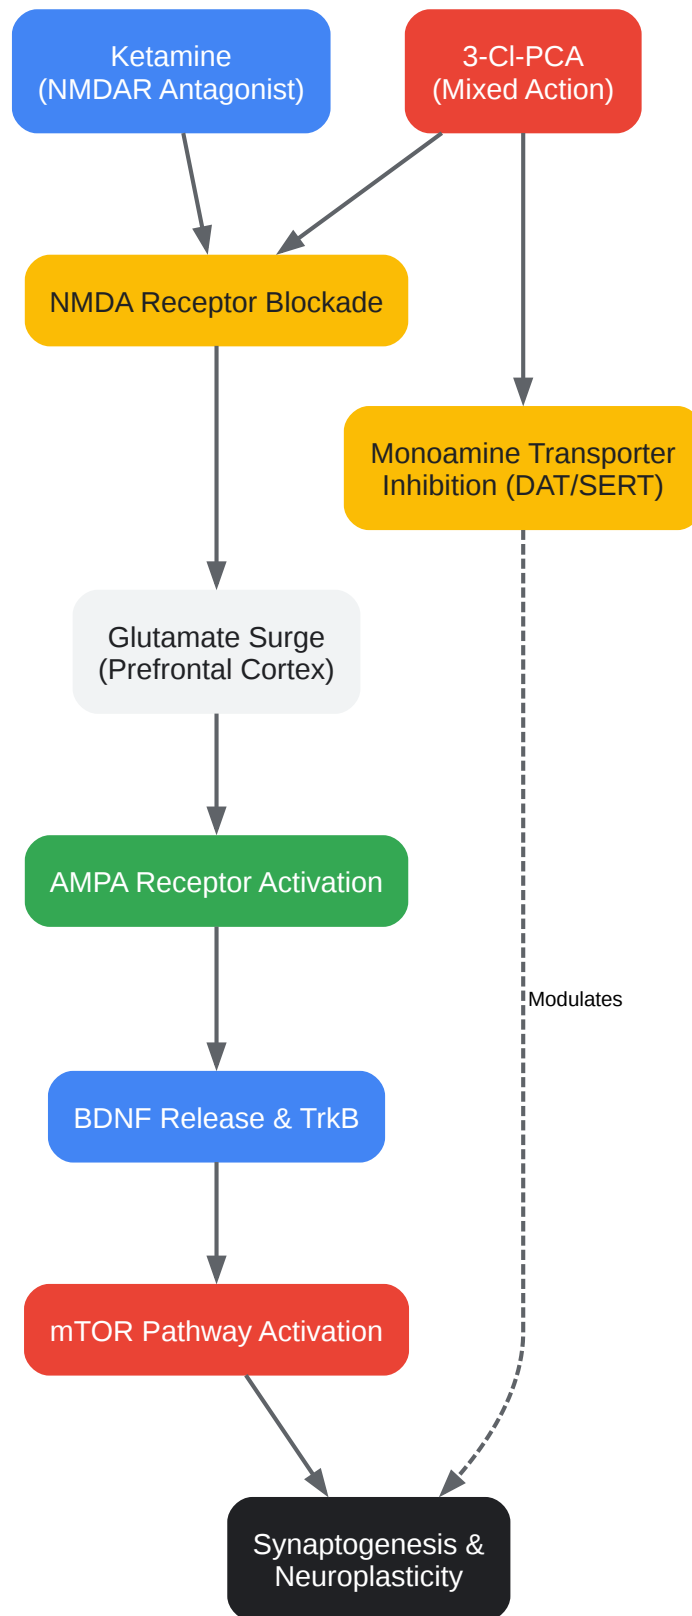 Ketamine
(NMDAR Antagonist)
3-Cl-PCA
(Mixed Action)
NMDA Receptor Blockade
Monoamine Transporter
Inhibition (DAT/SERT)
Glutamate Surge
(Prefrontal Cortex)
AMPA Receptor Activation
Modulates
BDNF Release & TrkB
mTOR Pathway Activation
Synaptogenesis &
Neuroplasticity